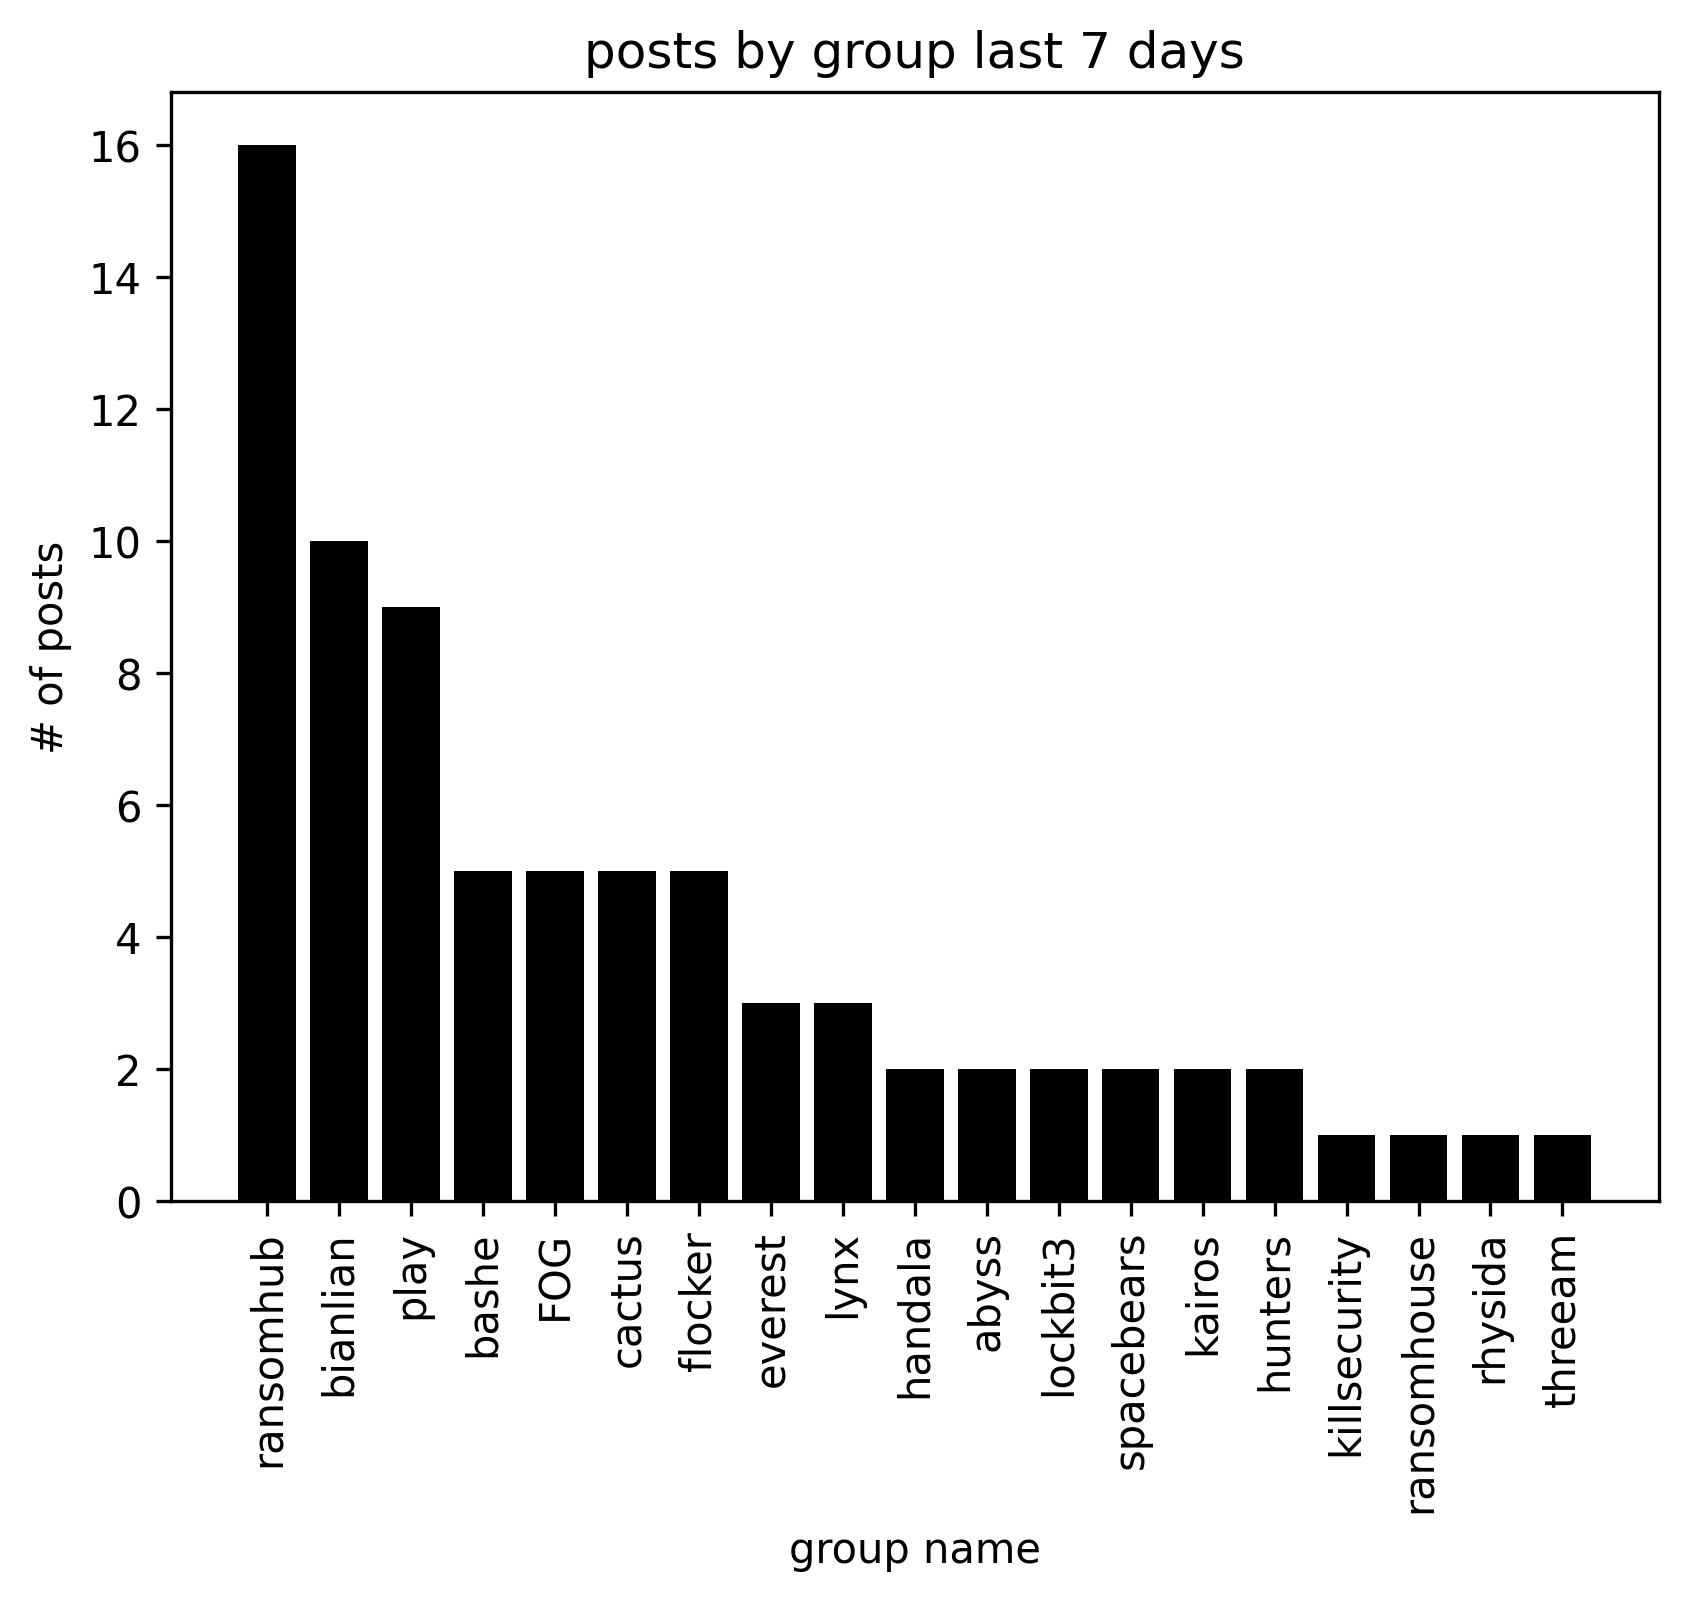 posts by group last 7 days
16
14
12
10
8
6
4
2
0
# of posts
ransomhub
bianlian
play
bashe
FOG
cactus
flocker
everest
lynx
handala
abyss
lockbit3
spacebears
kairos
hunters
killsecurity
ransomhouse
rhysida
threeam
group name